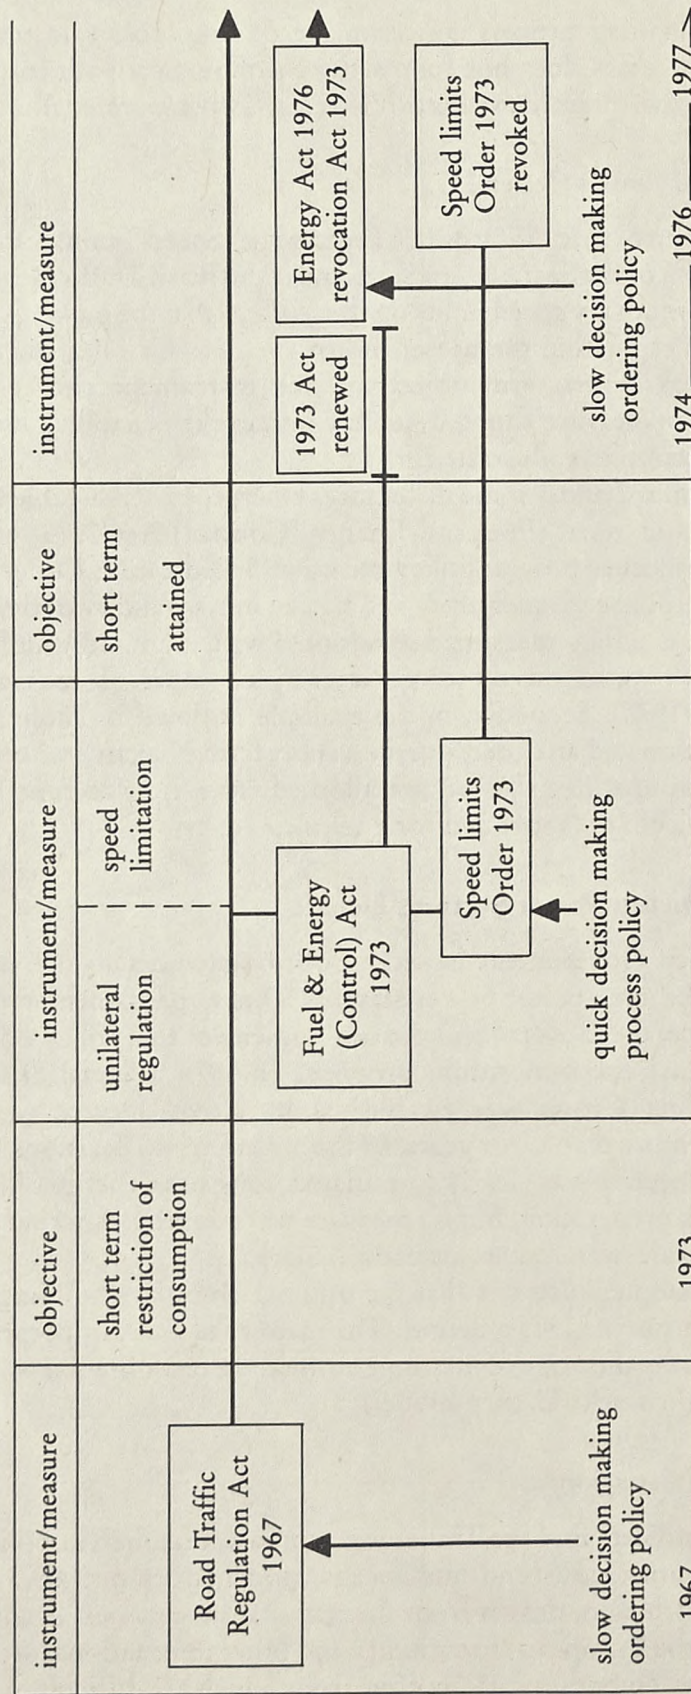 instrument/measure
objective
instrument/measure
objective
instrument/measure
short term
restriction of
consumption
unilateral
regulation
speed
limitation
short term
attained
Road Traffic
Regulation Act
1967
Fuel & Energy
(Control) Act
1973
1973 Act
renewed
Energy Act 1976
revocation Act 1973
Speed limits
Order 1973
Speed limits
Order 1973
revoked
slow decision making
ordering policy
quick decision making
process policy
slow decision making
ordering policy
1967
1973
1974
1976
1977